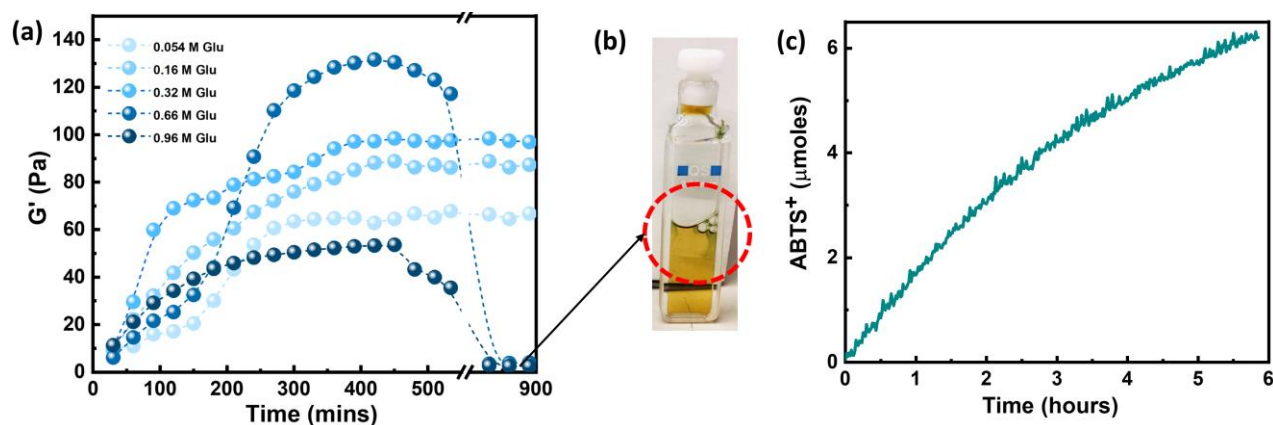 (a)
G' (Pa)
140
120
100
80
60
40
20
0
0.054 M Glu
0.16 M Glu
0.32 M Glu
0.66 M Glu
0.96 M Glu
0 100 200 300 400 500 900
Time (mins)
(b)
QS
(c)
ABTS⁺ (μmoles)
6
4
2
0
0 1 2 3 4 5 6
Time (hours)